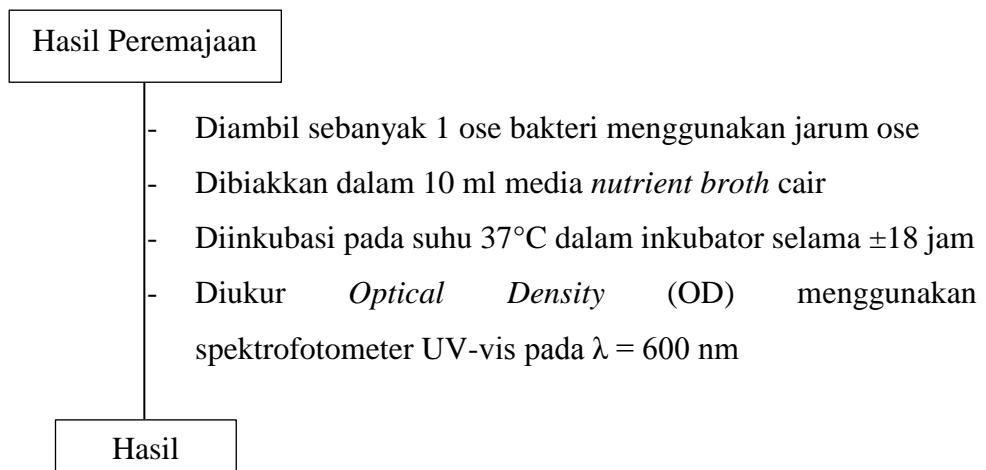 Hasil Peremajaan
- Diambil sebanyak 1 ose bakteri menggunakan jarum ose
- Dibiakkan dalam 10 ml media nutrient broth cair
- Diinkubasi pada suhu 37°C dalam inkubator selama ±18 jam
- Diukur Optical Density (OD) menggunakan
spektrofotometer UV-vis pada λ = 600 nm
Hasil